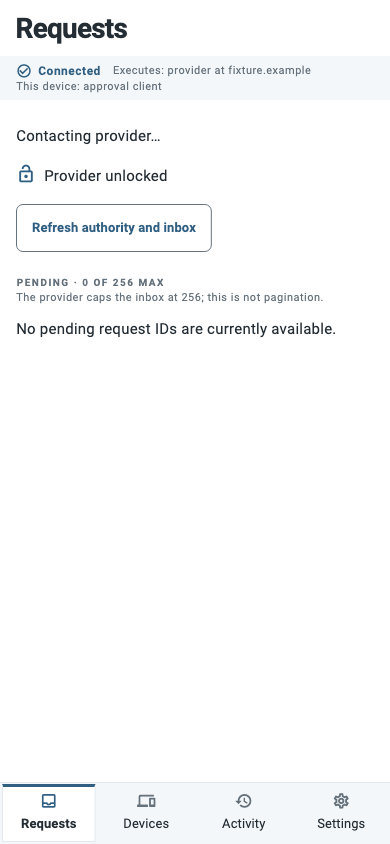 Requests
Connected Executes: provider at fixture.example
This device: approval client
Contacting provider…
Provider unlocked
Refresh authority and inbox
PENDING · 0 OF 256 MAX
The provider caps the inbox at 256; this is not pagination.
No pending request IDs are currently available.
Requests Devices Activity Settings